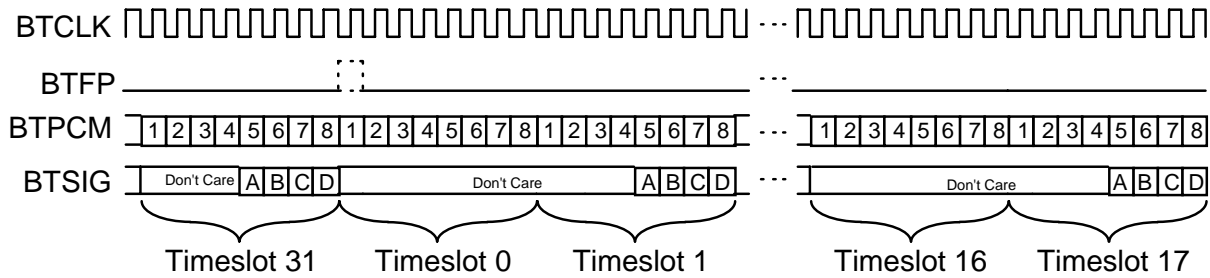 BTCLK ...
BTFP ...
BTPCM 1 2 3 4 5 6 7 8 1 2 3 4 5 6 7 8 1 2 3 4 5 6 7 8 ... 1 2 3 4 5 6 7 8 1 2 3 4 5 6 7 8
BTSIG Don't Care A B C D Don't Care A B C D ... Don't Care A B C D
Timeslot 31 Timeslot 0 Timeslot 1 Timeslot 16 Timeslot 17